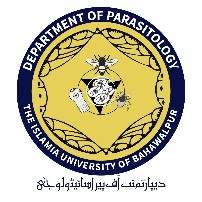 DEPARTMENT OF PARASITOLOGY
THE ISLAMIA UNIVERSITY OF BAHAWALPUR
ڈیپارٹمنٹ آف پیراسائیٹولوجی